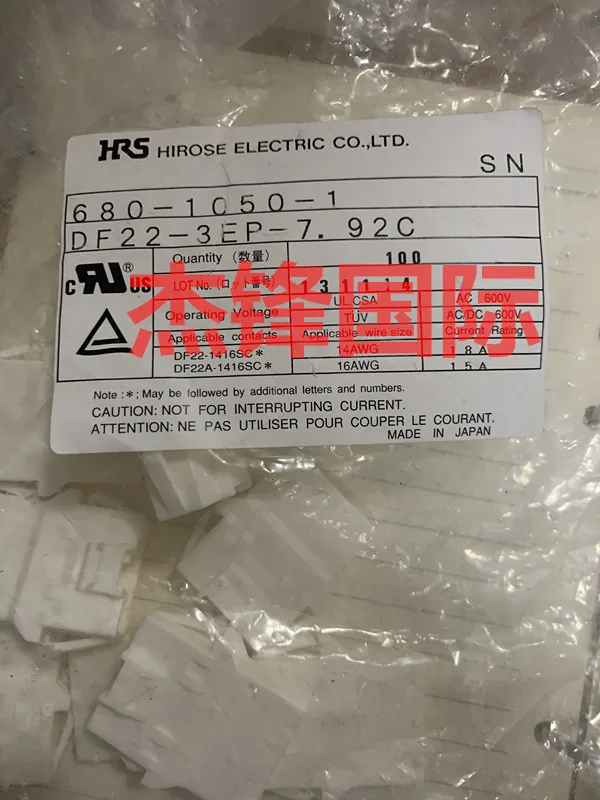 HRS HIROSE ELECTRIC CO.,LTD.
SN
680-1050-1
DF22-3EP-7.92C
Quantity (数量) 100
LOT No. (ロット番号) 131114
Operating Voltage UL.CSA AC 600V
TÜV AC/DC 600V
Applicable contacts Applicable wire size Current Rating
DF22-1416SC* 14AWG 18A
DF22A-1416SC* 16AWG 15A
c RU ® US
Note :*; May be followed by additional letters and numbers.
CAUTION: NOT FOR INTERRUPTING CURRENT.
ATTENTION: NE PAS UTILISER POUR COUPER LE COURANT.
MADE IN JAPAN
杰锋国际